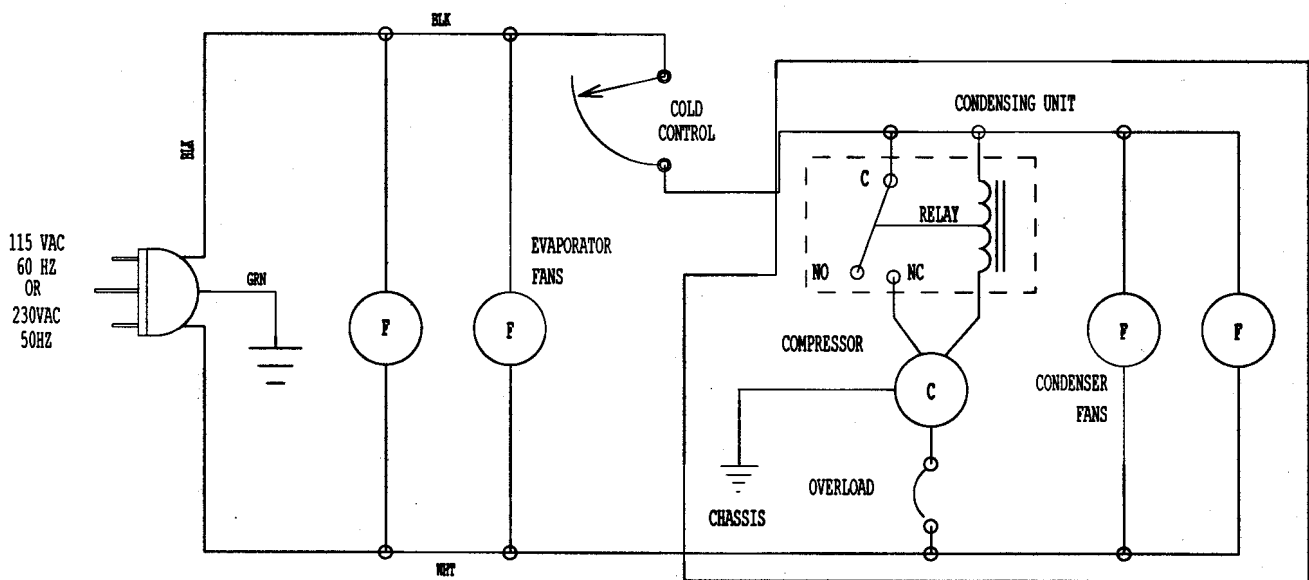 BLK
BLK
COLD
CONTROL
CONDENSING UNIT
C
RELAY
NO
NC
115 VAC
60 HZ
OR
230VAC
50HZ
GRN
EVAPORATOR
FANS
F
F
COMPRESSOR
C
F
F
CONDENSER
FANS
OVERLOAD
CHASSIS
WHT